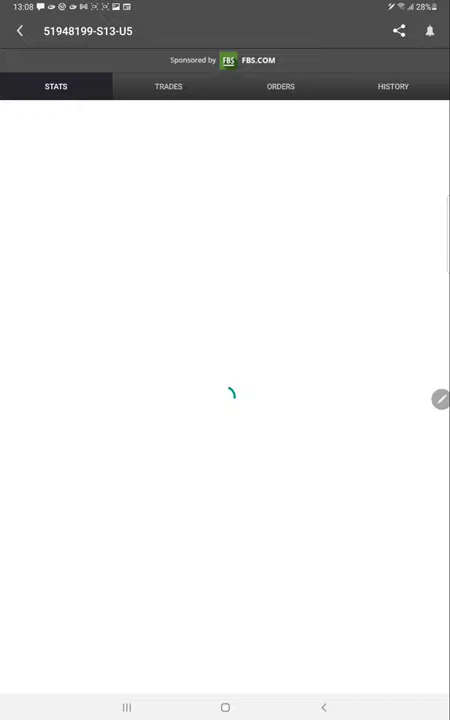 13:08 28%
51948199-S13-U5
Sponsored by FBS FBS.COM
STATS TRADES ORDERS HISTORY